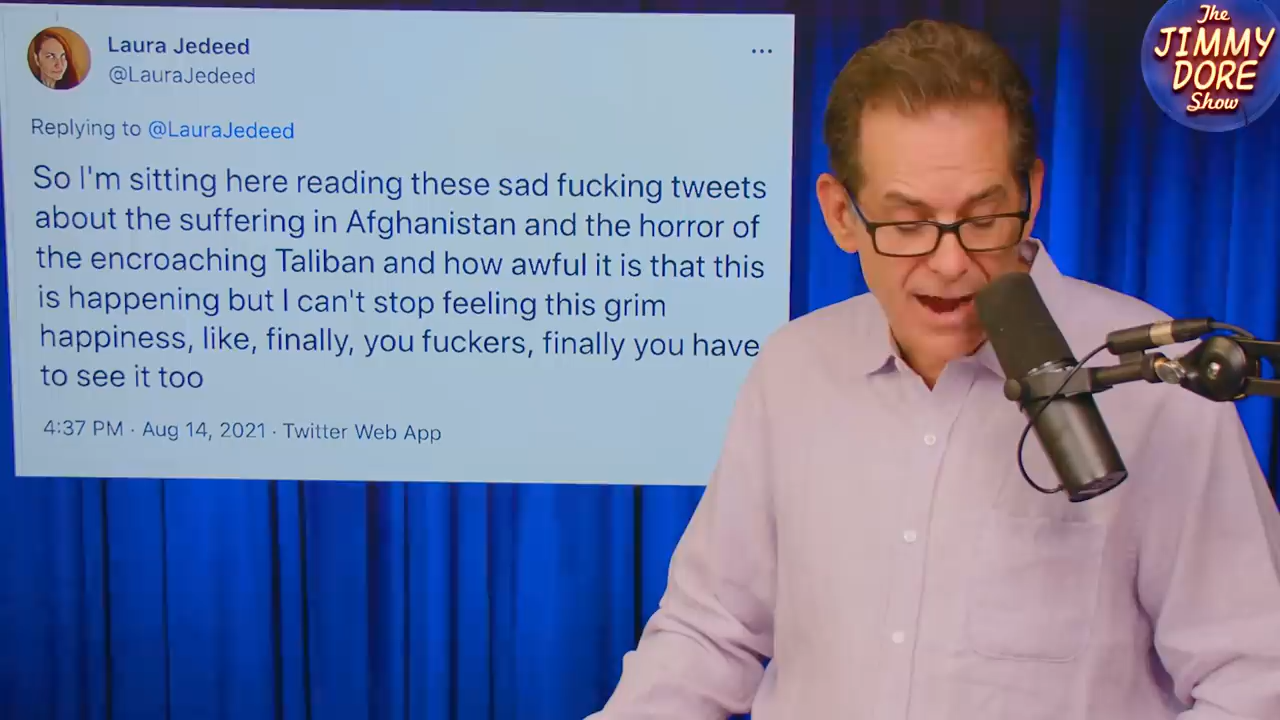 Laura Jedeed
@LauraJedeed
Replying to @LauraJedeed
So I'm sitting here reading these sad fucking tweets
about the suffering in Afghanistan and the horror of
the encroaching Taliban and how awful it is that this
is happening but I can't stop feeling this grim
happiness, like, finally, you fuckers, finally you have
to see it too
4:37 PM · Aug 14, 2021 · Twitter Web App
The
JIMMY
DORE
Show